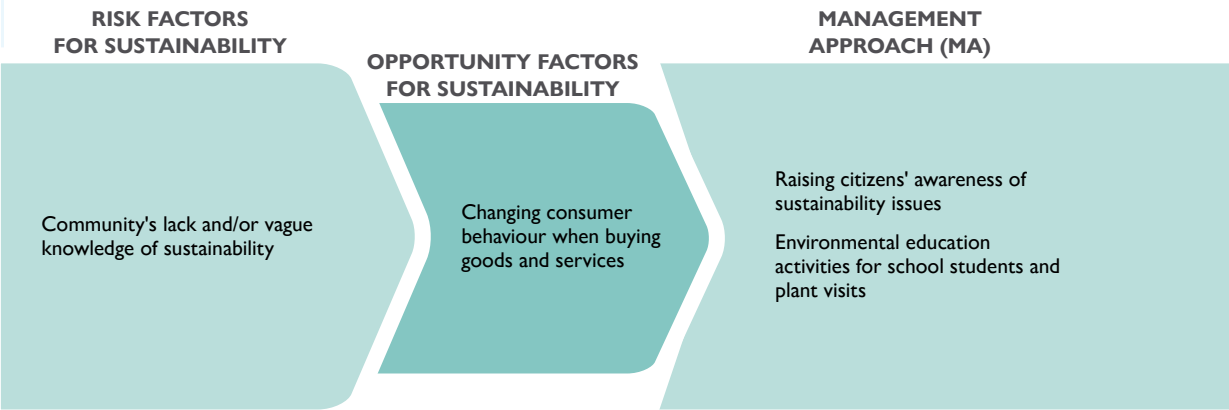 RISK FACTORS
FOR SUSTAINABILITY
Community's lack and/or vague
knowledge of sustainability
OPPORTUNITY FACTORS
FOR SUSTAINABILITY
Changing consumer
behaviour when buying
goods and services
MANAGEMENT
APPROACH (MA)
Raising citizens' awareness of
sustainability issues
Environmental education
activities for school students and
plant visits